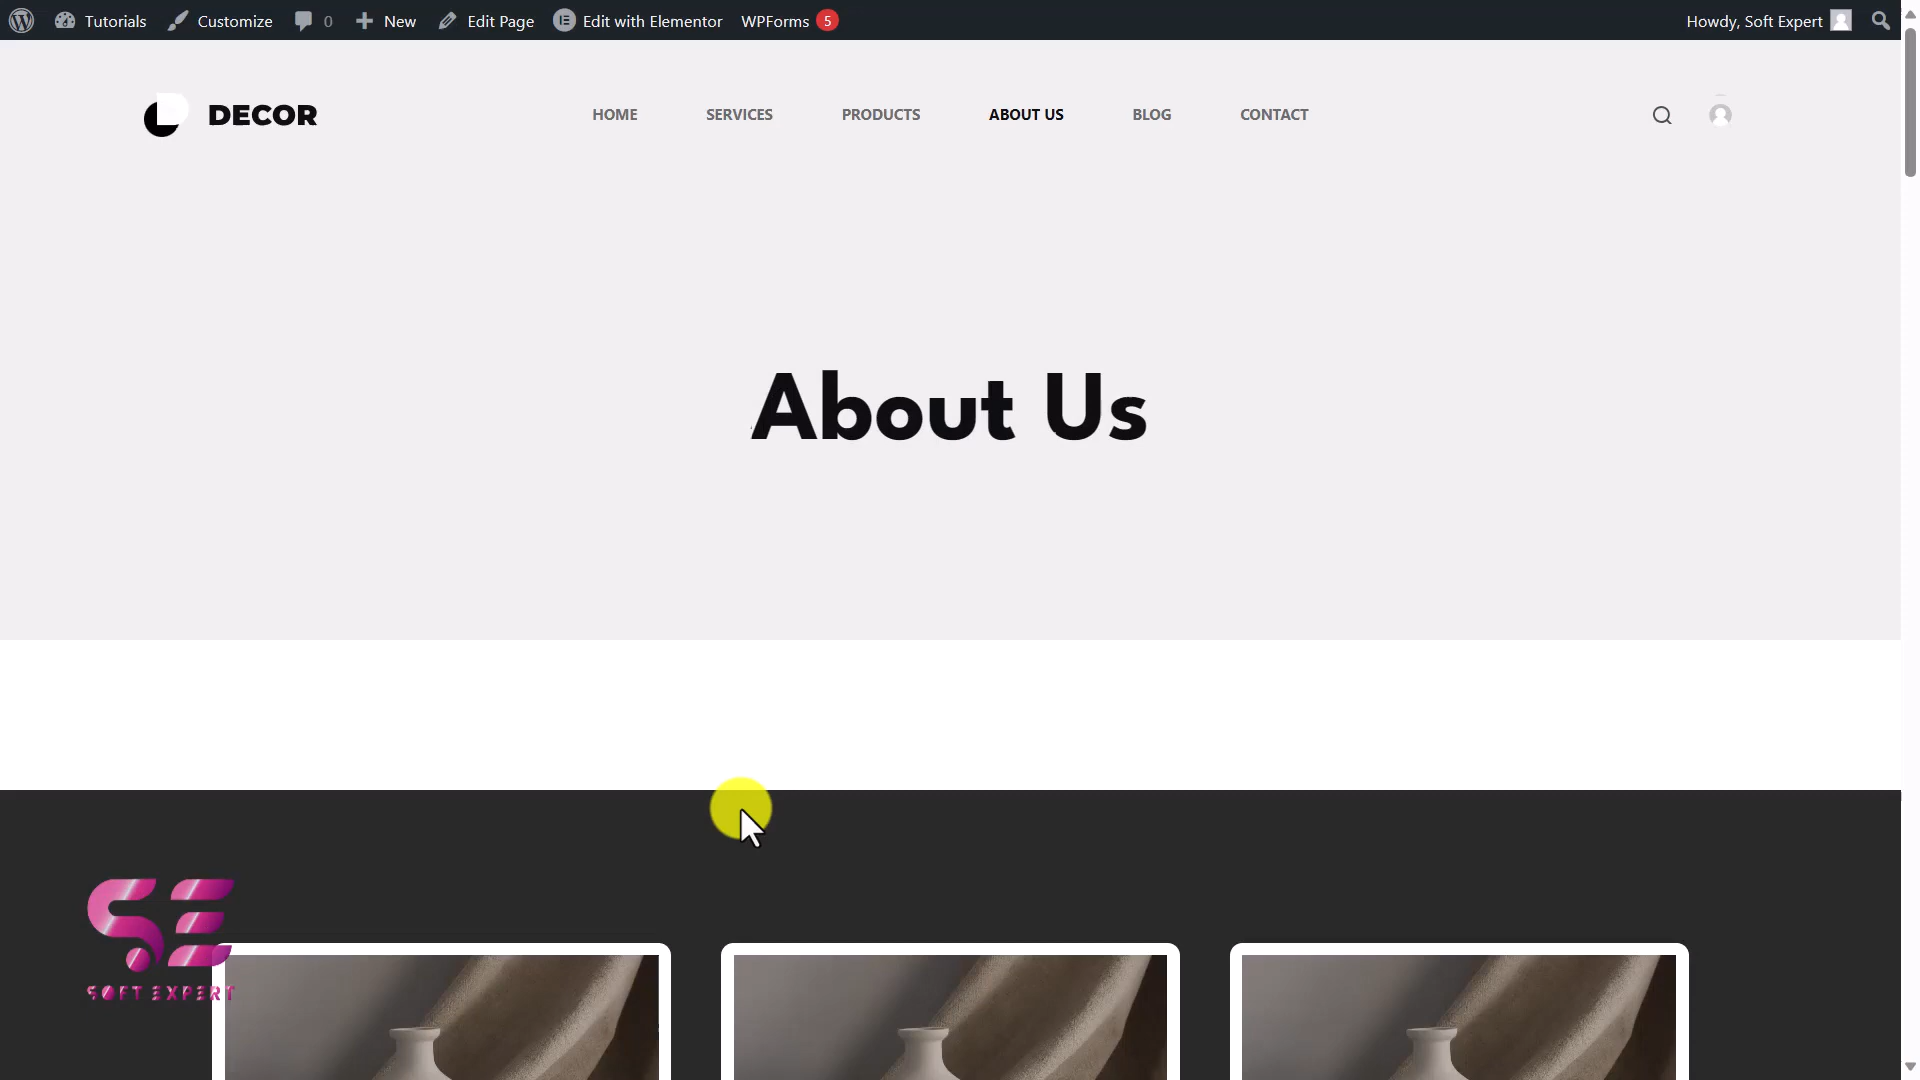 Tutorials Customize 0 New Edit Page Edit with Elementor WPForms 5 Howdy, Soft Expert
DECOR HOME SERVICES PRODUCTS ABOUT US BLOG CONTACT
About Us
SE
SOFT EXPERT